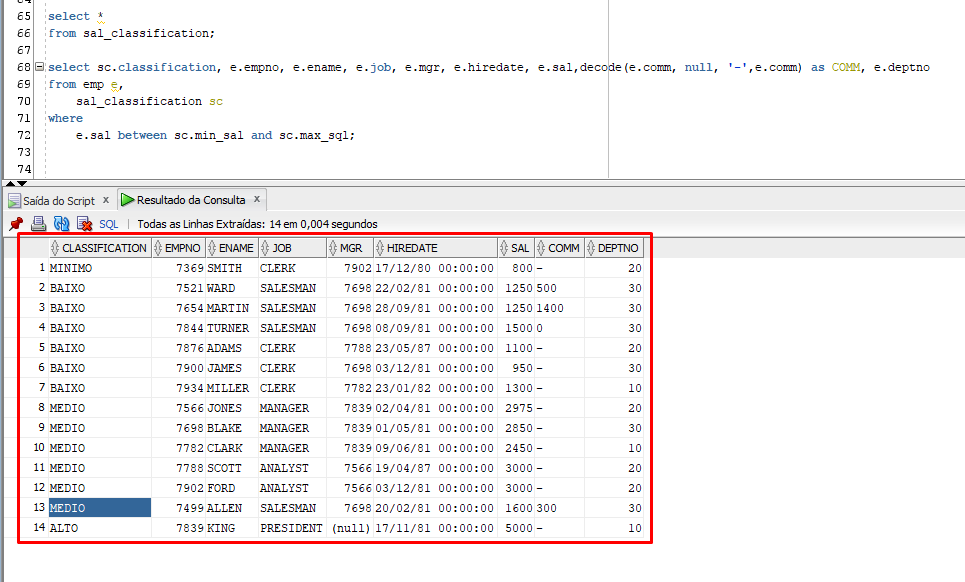 65 select *
66 from sal_classification;
67
68 select sc.classification, e.empno, e.ename, e.job, e.mgr, e.hiredate, e.sal,decode(e.comm, null, '-',e.comm) as COMM, e.deptno
69 from emp e,
70 sal_classification sc
71 where
72 e.sal between sc.min_sal and sc.max_sql;
73
74
Saída do Script x Resultado da Consulta x
SQL | Todas as Linhas Extraídas: 14 em 0,004 segundos
CLASSIFICATION EMPNO ENAME JOB MGR HIREDATE SAL COMM DEPTNO
1 MINIMO 7369 SMITH CLERK 7902 17/12/80 00:00:00 800 - 20
2 BAIXO 7521 WARD SALESMAN 7698 22/02/81 00:00:00 1250 500 30
3 BAIXO 7654 MARTIN SALESMAN 7698 28/09/81 00:00:00 1250 1400 30
4 BAIXO 7844 TURNER SALESMAN 7698 08/09/81 00:00:00 1500 0 30
5 BAIXO 7876 ADAMS CLERK 7788 23/05/87 00:00:00 1100 - 20
6 BAIXO 7900 JAMES CLERK 7698 03/12/81 00:00:00 950 - 30
7 BAIXO 7934 MILLER CLERK 7782 23/01/82 00:00:00 1300 - 10
8 MEDIO 7566 JONES MANAGER 7839 02/04/81 00:00:00 2975 - 20
9 MEDIO 7698 BLAKE MANAGER 7839 01/05/81 00:00:00 2850 - 30
10 MEDIO 7782 CLARK MANAGER 7839 09/06/81 00:00:00 2450 - 10
11 MEDIO 7788 SCOTT ANALYST 7566 19/04/87 00:00:00 3000 - 20
12 MEDIO 7902 FORD ANALYST 7566 03/12/81 00:00:00 3000 - 20
13 MEDIO 7499 ALLEN SALESMAN 7698 20/02/81 00:00:00 1600 300 30
14 ALTO 7839 KING PRESIDENT (null) 17/11/81 00:00:00 5000 - 10